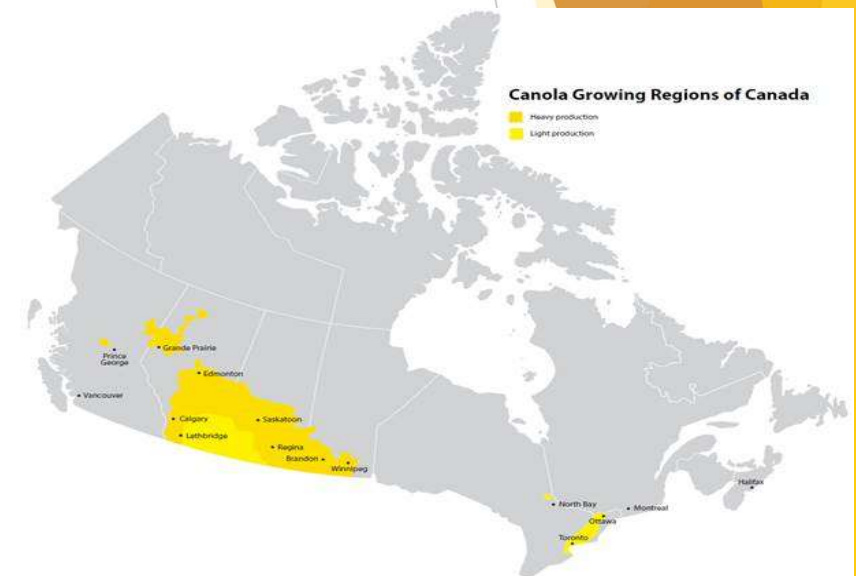 Canola Growing Regions of Canada
Heavy production
Light production
Grande Prairie
Prince
George
Edmonton
Vancouver
Calgary
Saskatoon
Lethbridge
Regina
Brandon
Winnipeg
North Bay
Montreal
Ottawa
Toronto
Halifax